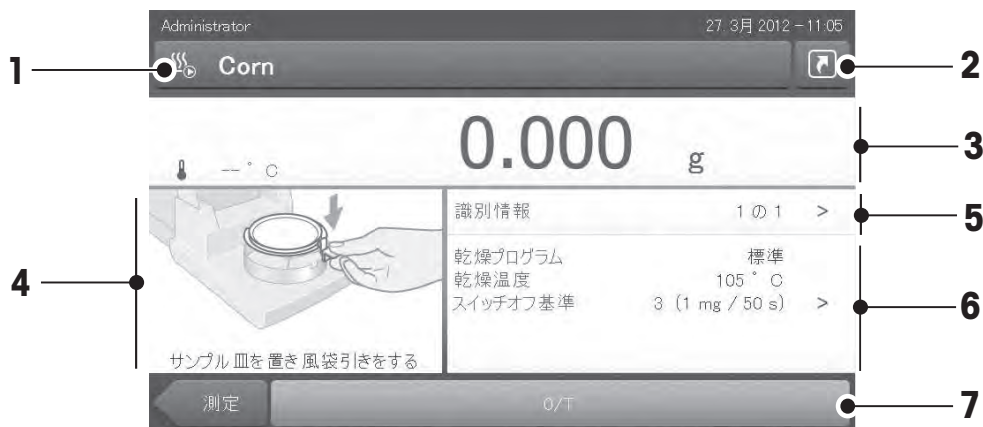 Administrator
27. 3月 2012 - 11:05
1
Corn
2
0.000 g
3
-- ° C
4
識別情報 1 の 1 >
5
乾燥プログラム 標準
乾燥温度 105 ° C
スイッチオフ基準 3 (1 mg / 50 s) >
6
サンプル皿を置き風袋引きをする
測定
0/T
7